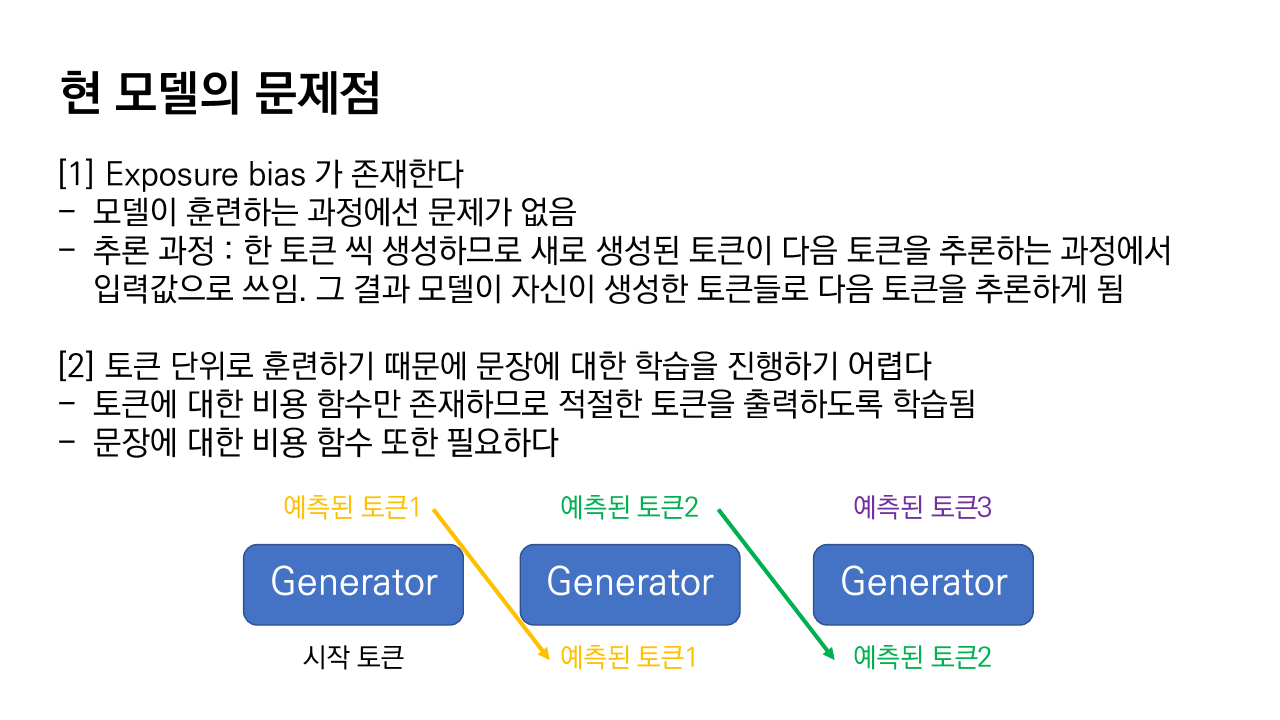 현 모델의 문제점
[1] Exposure bias 가 존재한다
- 모델이 훈련하는 과정에선 문제가 없음
- 추론 과정 : 한 토큰 씩 생성하므로 새로 생성된 토큰이 다음 토큰을 추론하는 과정에서
입력값으로 쓰임. 그 결과 모델이 자신이 생성한 토큰들로 다음 토큰을 추론하게 됨
[2] 토큰 단위로 훈련하기 때문에 문장에 대한 학습을 진행하기 어렵다
- 토큰에 대한 비용 함수만 존재하므로 적절한 토큰을 출력하도록 학습됨
- 문장에 대한 비용 함수 또한 필요하다
예측된 토큰1 예측된 토큰2 예측된 토큰3
Generator Generator Generator
시작 토큰 예측된 토큰1 예측된 토큰2